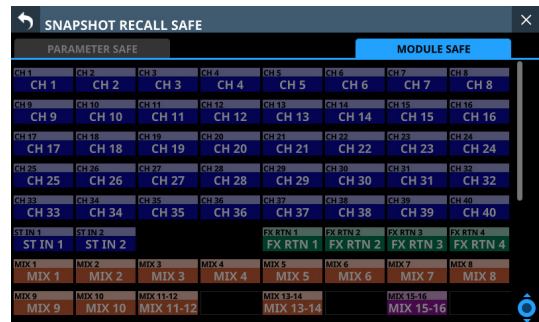 SNAPSHOT RECALL SAFE
PARAMETER SAFE MODULE SAFE
CH 1 CH 2 CH 3 CH 4 CH 5 CH 6 CH 7 CH 8
CH 1 CH 2 CH 3 CH 4 CH 5 CH 6 CH 7 CH 8
CH 9 CH 10 CH 11 CH 12 CH 13 CH 14 CH 15 CH 16
CH 9 CH 10 CH 11 CH 12 CH 13 CH 14 CH 15 CH 16
CH 17 CH 18 CH 19 CH 20 CH 21 CH 22 CH 23 CH 24
CH 17 CH 18 CH 19 CH 20 CH 21 CH 22 CH 23 CH 24
CH 25 CH 26 CH 27 CH 28 CH 29 CH 30 CH 31 CH 32
CH 25 CH 26 CH 27 CH 28 CH 29 CH 30 CH 31 CH 32
CH 33 CH 34 CH 35 CH 36 CH 37 CH 38 CH 39 CH 40
CH 33 CH 34 CH 35 CH 36 CH 37 CH 38 CH 39 CH 40
ST IN 1 ST IN 2 FX RTN 1 FX RTN 2 FX RTN 3 FX RTN 4
ST IN 1 ST IN 2 FX RTN 1 FX RTN 2 FX RTN 3 FX RTN 4
MIX 1 MIX 2 MIX 3 MIX 4 MIX 5 MIX 6 MIX 7 MIX 8
MIX 1 MIX 2 MIX 3 MIX 4 MIX 5 MIX 6 MIX 7 MIX 8
MIX 9 MIX 10 MIX 11-12 MIX 13-14 MIX 15-16
MIX 9 MIX 10 MIX 11-12 MIX 13-14 MIX 15-16